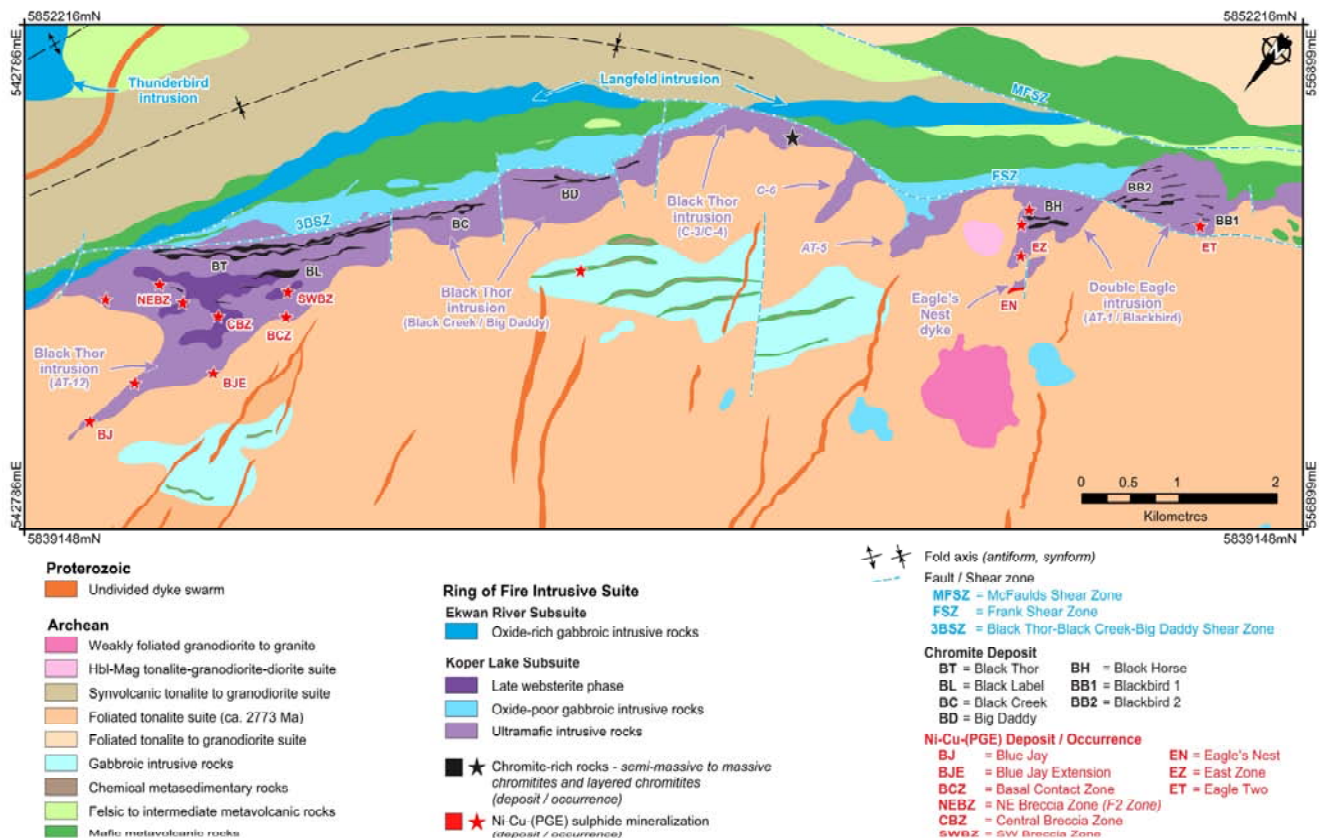 5852216mN
5852216mN
542786mE
556899mE
Thunderbird
intrusion
Langfeld intrusion
MFSZ
N
C-6
FSZ
BB2
BD
BH
3BSZ
BC
Black Thor
intrusion
(C-3/C-4)
BB1
ET
BT
AT-5
EZ
BL
NEBZ
SWBZ
Black Thor
intrusion
(Black Creek / Big Daddy)
Eagle's
Nest
dyke
EN
Double Eagle
intrusion
(AT-1 / Blackbird)
CBZ
BCZ
Black Thor
intrusion
(AT-12)
BJE
BJ
542786mE
556899mE
0 0.5 1 2
Kilometres
5839148mN
5839148mN
Proterozoic
Undivided dyke swarm
Archean
Weakly foliated granodiorite to granite
Hbl-Mag tonalite-granodiorite-diorite suite
Synvolcanic tonalite to granodiorite suite
Foliated tonalite suite (ca. 2773 Ma)
Foliated tonalite to granodiorite suite
Gabbroic intrusive rocks
Chemical metasedimentary rocks
Felsic to intermediate metavolcanic rocks
Mafic metavolcanic rocks
Ring of Fire Intrusive Suite
Ekwan River Subsuite
Oxide-rich gabbroic intrusive rocks
Koper Lake Subsuite
Late websterite phase
Oxide-poor gabbroic intrusive rocks
Ultramafic intrusive rocks
Chromite-rich rocks - semi-massive to massive
chromitites and layered chromitites
(deposit / occurrence)
Ni-Cu-(PGE) sulphide mineralization
(deposit / occurrence)
Fold axis (antiform, synform)
Fault / Shear zone
MFSZ = McFaulds Shear Zone
FSZ = Frank Shear Zone
3BSZ = Black Thor-Black Creek-Big Daddy Shear Zone
Chromite Deposit
BT = Black Thor BH = Black Horse
BL = Black Label BB1 = Blackbird 1
BC = Black Creek BB2 = Blackbird 2
BD = Big Daddy
Ni-Cu-(PGE) Deposit / Occurrence
BJ = Blue Jay EN = Eagle's Nest
BJE = Blue Jay Extension EZ = East Zone
BCZ = Basal Contact Zone ET = Eagle Two
NEBZ = NE Breccia Zone (F2 Zone)
CBZ = Central Breccia Zone
SWBZ = SW Breccia Zone